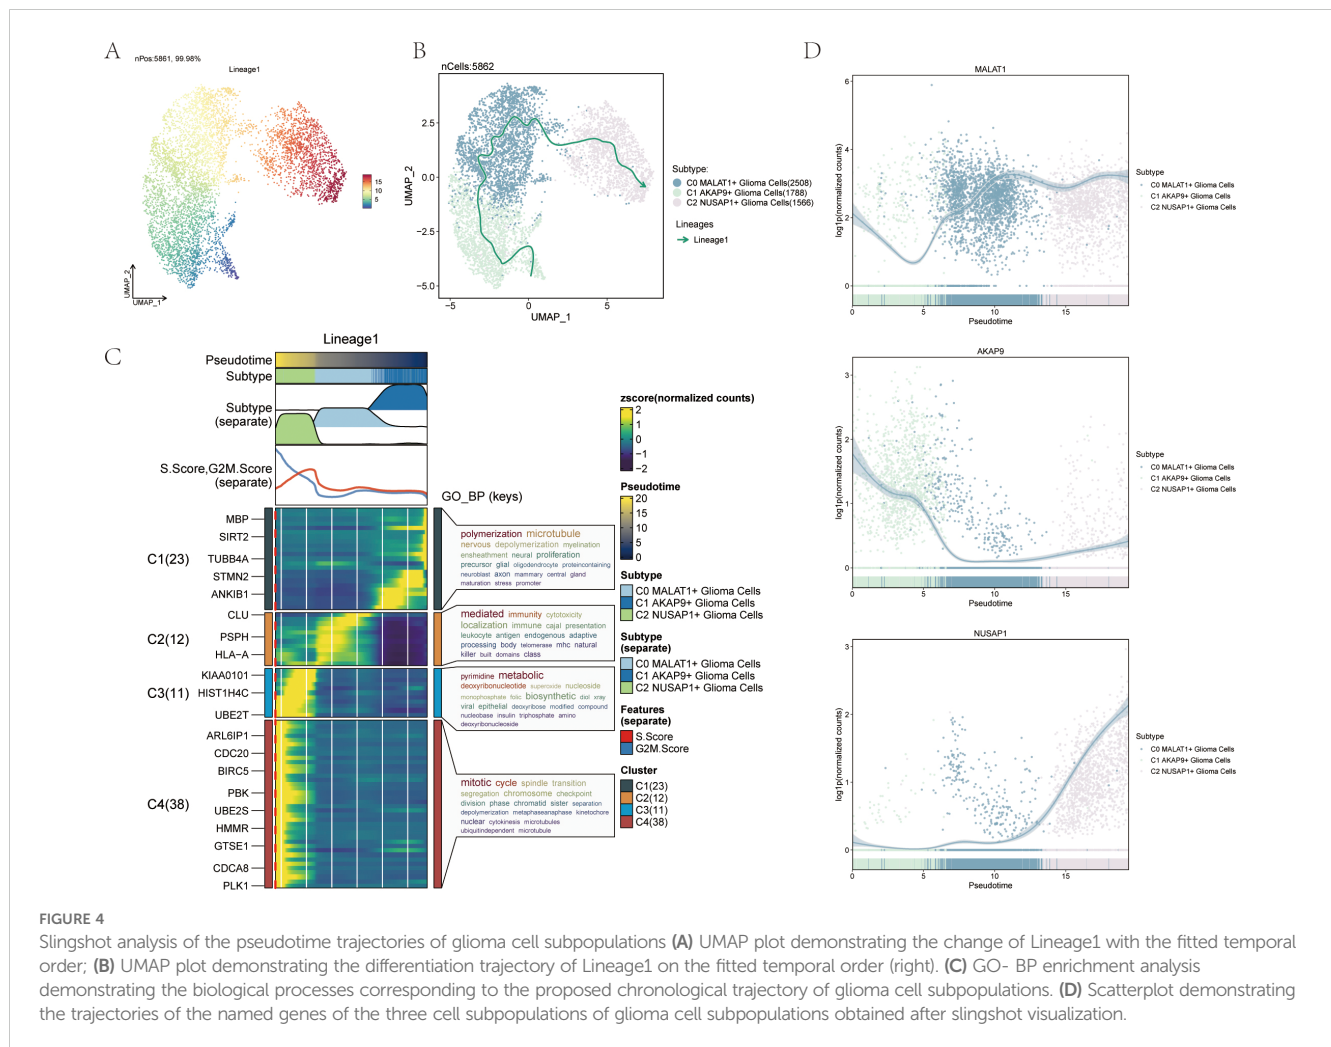 A
nPos:5861, 99.98%
Lineage1
15
10
5
UMAP_2
UMAP_1
B
nCells:5862
2.5
0.0
−2.5
−5.0
UMAP_2
−5
0
5
UMAP_1
Subtype:
C0 MALAT1+ Glioma Cells(2508)
C1 AKAP9+ Glioma Cells(1788)
C2 NUSAP1+ Glioma Cells(1566)
Lineages
Lineage1
C
Lineage1
Pseudotime
Subtype
Subtype
(separate)
S.Score,G2M.Score
(separate)
GO_BP (keys)
C1(23)
MBP
SIRT2
TUBB4A
STMN2
ANKIB1
polymerization microtubule
nervous depolymerization myelination
ensheathment neural proliferation
precursor glial oligodendrocyte proteincontaining
neuroblast axon mammary central gland
maturation stress promoter
C2(12)
CLU
PSPH
HLA−A
mediated immunity cytotoxicity
localization immune cajal presentation
leukocyte antigen endogenous adaptive
processing body telomerase mhc natural
killer built domains class
C3(11)
KIAA0101
HIST1H4C
UBE2T
pyrimidine metabolic
deoxyribonucleotide superoxide nucleoside
monophosphate folic biosynthetic diol xray
viral epithelial deoxyribose modified compound
nucleobase insulin triphosphate amino
deoxyribonucleoside
C4(38)
ARL6IP1
CDC20
BIRC5
PBK
UBE2S
HMMR
GTSE1
CDCA8
PLK1
mitotic cycle spindle transition
segregation chromosome checkpoint
division phase chromatid sister separation
depolymerization metaphaseanaphase kinetochore
nuclear cytokinesis microtubules
ubiquitindependent microtubule
zscore(normalized counts)
2
1
0
−1
−2
Pseudotime
20
15
10
5
0
Subtype
C0 MALAT1+ Glioma Cells
C1 AKAP9+ Glioma Cells
C2 NUSAP1+ Glioma Cells
Subtype
(separate)
C0 MALAT1+ Glioma Cells
C1 AKAP9+ Glioma Cells
C2 NUSAP1+ Glioma Cells
Features
(separate)
S.Score
G2M.Score
Cluster
C1(23)
C2(12)
C3(11)
C4(38)
D
MALAT1
6
4
2
0
log1p(normalized counts)
0
5
10
15
Pseudotime
Subtype
C0 MALAT1+ Glioma Cells
C1 AKAP9+ Glioma Cells
C2 NUSAP1+ Glioma Cells
AKAP9
3
2
1
0
log1p(normalized counts)
0
5
10
15
Pseudotime
Subtype
C0 MALAT1+ Glioma Cells
C1 AKAP9+ Glioma Cells
C2 NUSAP1+ Glioma Cells
NUSAP1
3
2
1
0
log1p(normalized counts)
0
5
10
15
Pseudotime
Subtype
C0 MALAT1+ Glioma Cells
C1 AKAP9+ Glioma Cells
C2 NUSAP1+ Glioma Cells
FIGURE 4
Slingshot analysis of the pseudotime trajectories of glioma cell subpopulations (A) UMAP plot demonstrating the change of Lineage1 with the fitted temporal
order; (B) UMAP plot demonstrating the differentiation trajectory of Lineage1 on the fitted temporal order (right). (C) GO- BP enrichment analysis
demonstrating the biological processes corresponding to the proposed chronological trajectory of glioma cell subpopulations. (D) Scatterplot demonstrating
the trajectories of the named genes of the three cell subpopulations of glioma cell subpopulations obtained after slingshot visualization.